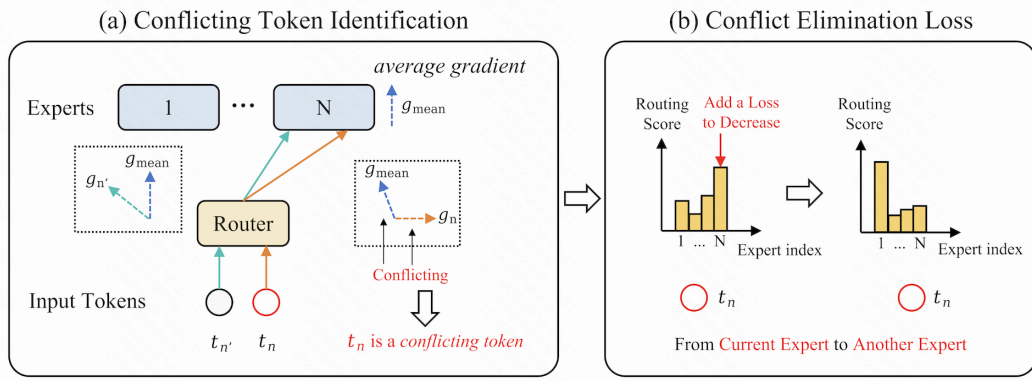 (a) Conflicting Token Identification
average gradient
Experts
1
...
N
g_mean
g_n'
g_mean
g_mean
g_n
Router
Conflicting
Input Tokens
t_n'
t_n
t_n is a conflicting token
(b) Conflict Elimination Loss
Routing
Score
Add a Loss
to Decrease
1 ... N
Expert index
t_n
Routing
Score
1 ... N
Expert index
t_n
From Current Expert to Another Expert